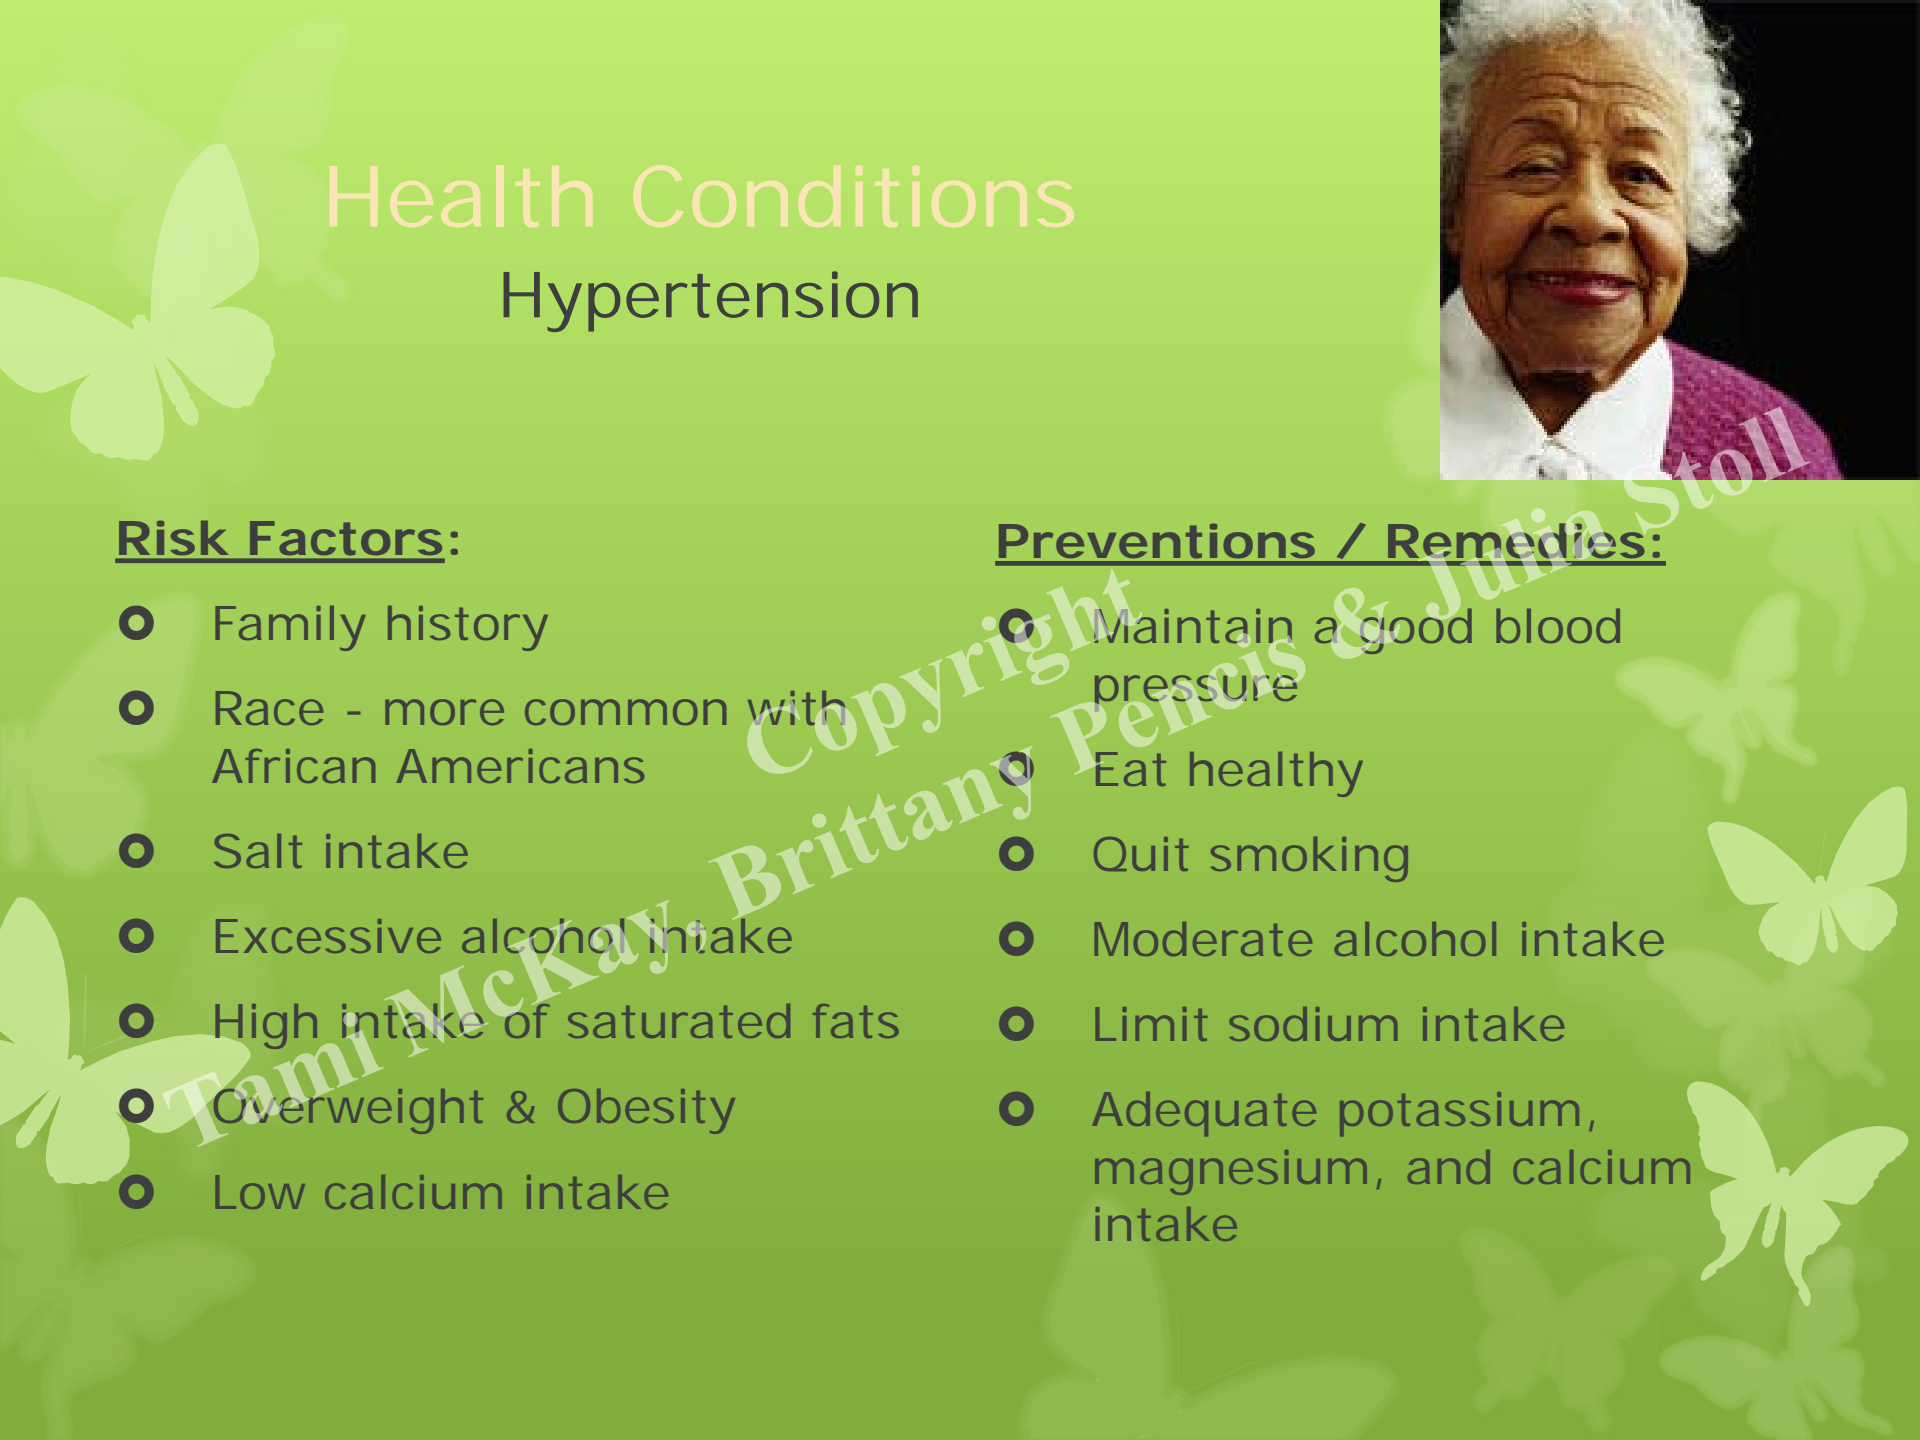 Health Conditions
Hypertension
Risk Factors:
Family history
Race - more common with
African Americans
Salt intake
Excessive alcohol intake
High intake of saturated fats
Overweight & Obesity
Low calcium intake
Preventions / Remedies:
Maintain a good blood
pressure
Eat healthy
Quit smoking
Moderate alcohol intake
Limit sodium intake
Adequate potassium,
magnesium, and calcium
intake
Copyright
Tami McKay, Brittany Pencis & Julia Stoll